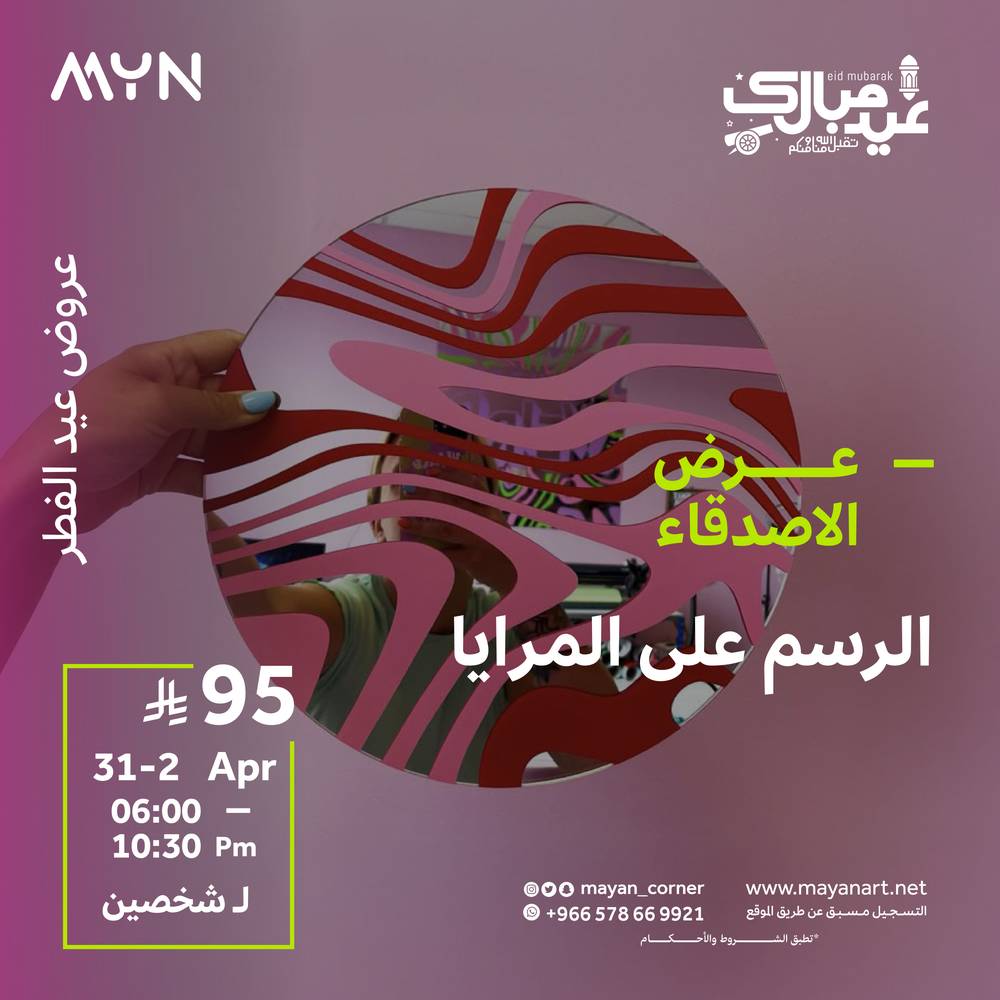 MYN
eid mubarak
عيد مبارك
تقبل الله منا ومنكم
عروض عيد الفطر
عـــرض –
الاصدقاء
الرسم على المرايا
95
31-2 Apr
06:00 –
10:30 Pm
لـ شخصين
mayan_corner
+966 578 66 9921
www.mayanart.net
التسجيل مسبق عن طريق الموقع
*تطبق الشــــروط والأحــكــــام